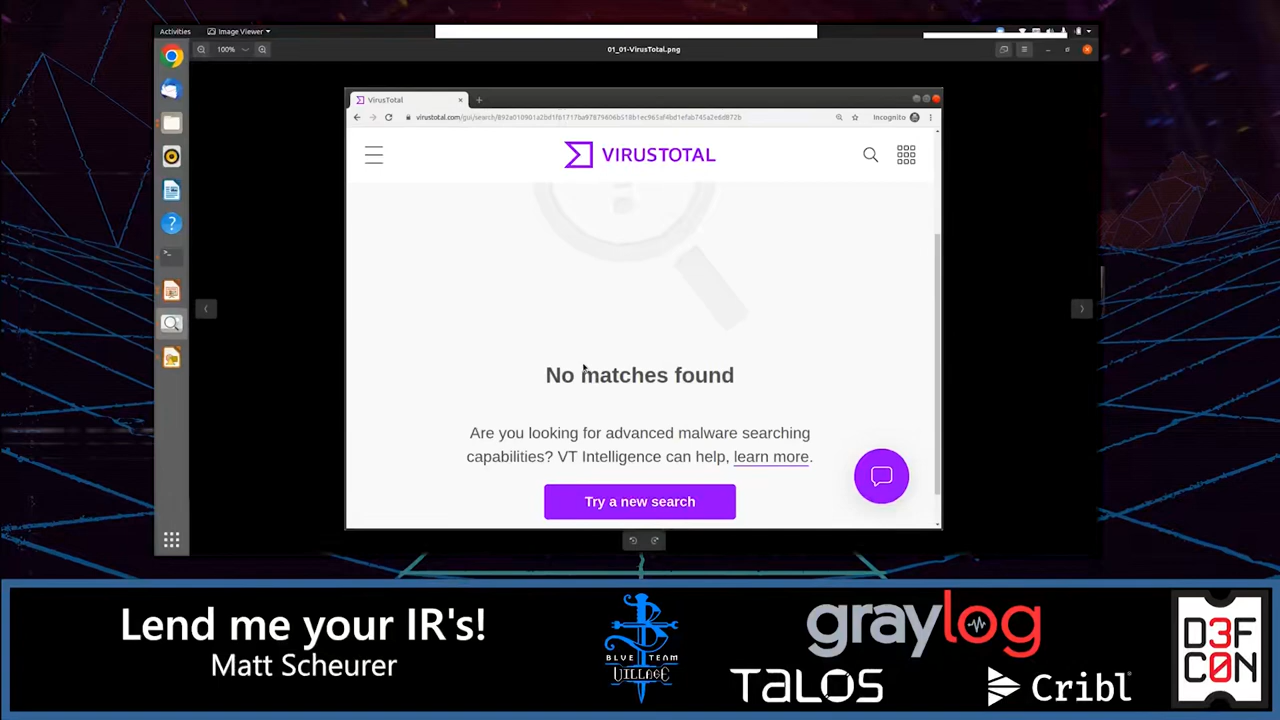 Activities
Image Viewer
100%
01_01-VirusTotal.png
VirusTotal
Incognito
VIRUSTOTAL
No matches found
Are you looking for advanced malware searching
capabilities? VT Intelligence can help, learn more.
Try a new search
Lend me your IR's!
Matt Scheurer
BLUE TEAM
VILLAGE
graylog
TALOS
Cribl
D3F
C0N